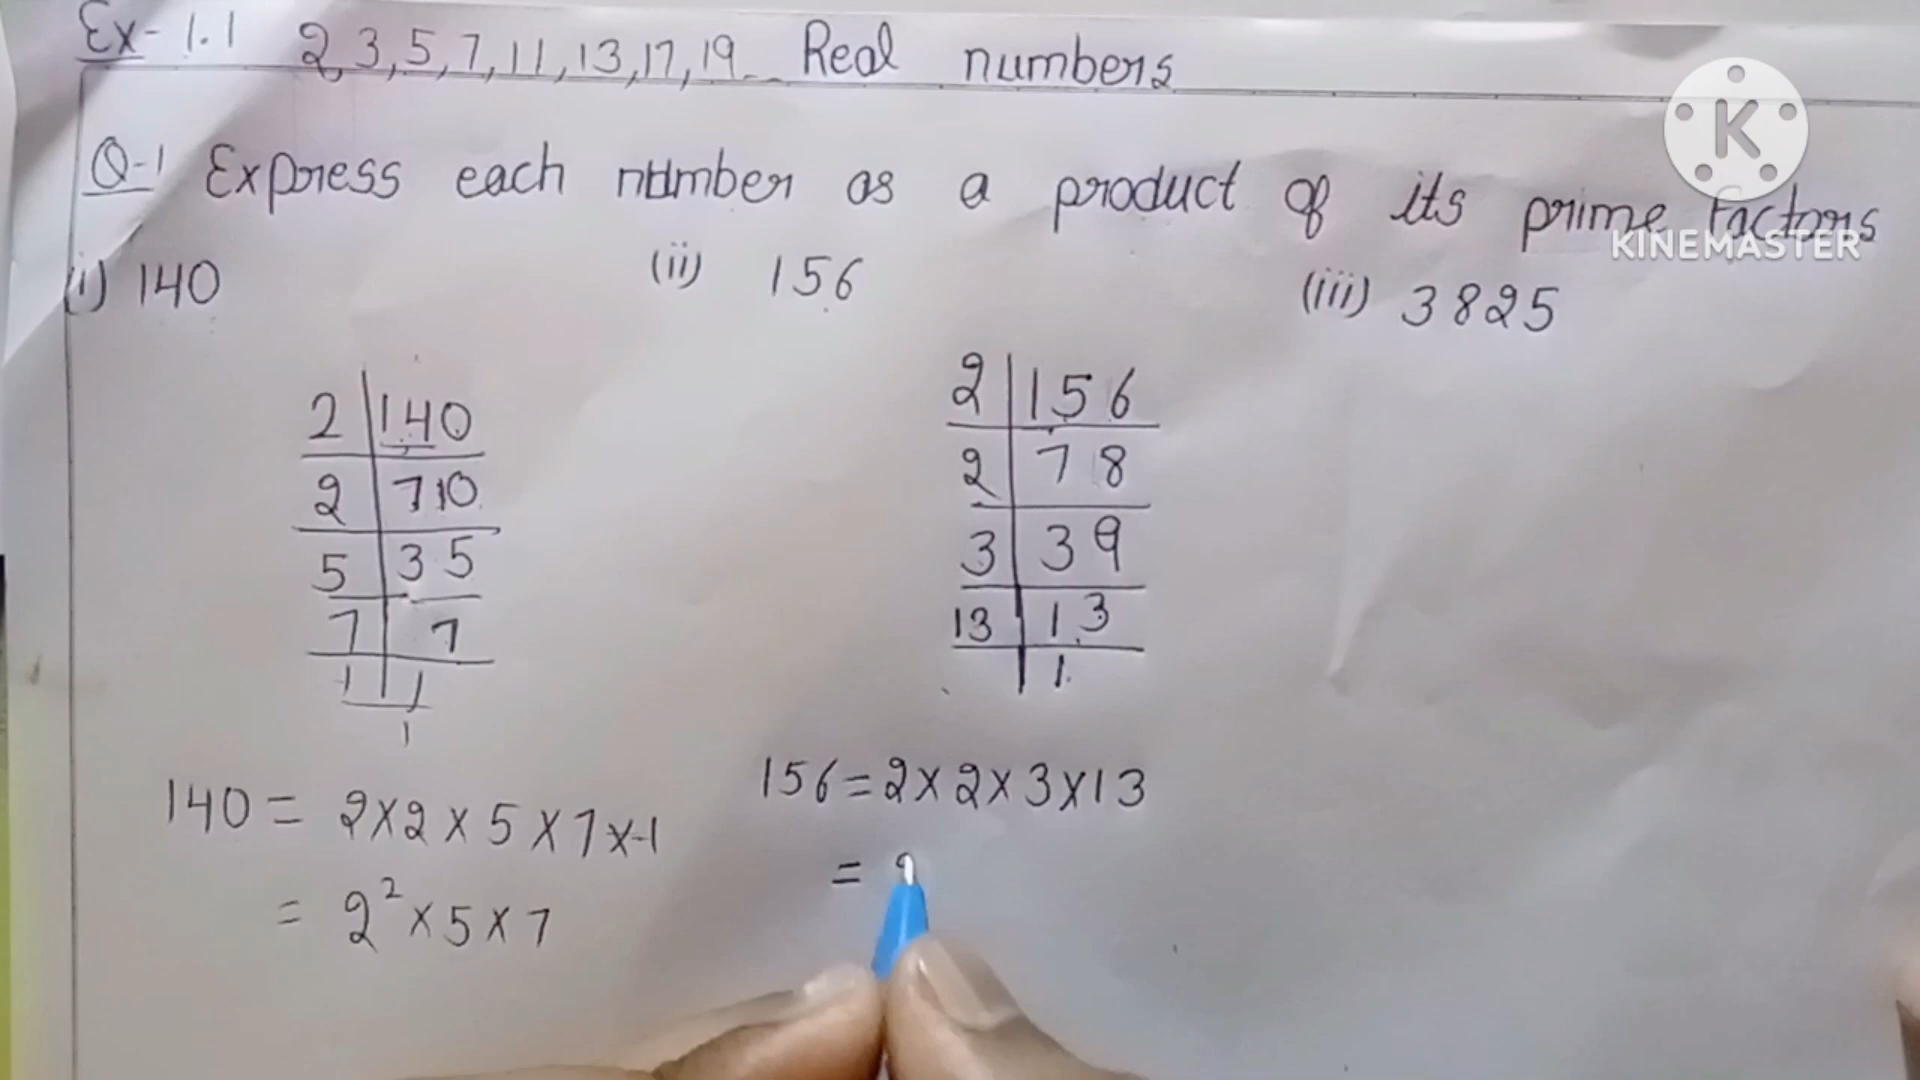 Ex-1.1 2,3,5,7,11,13,17,19.. Real numbers
K
KINEMASTER
Q-1 Express each number as a product of its prime factors
(i) 140 (ii) 156 (iii) 3825
2 140
2 710
5 35
7 7
1 1
1
2 156
2 78
3 39
13 13
1
140 = 2×2×5×7×1
= 2²×5×7
156=2×2×3×13
=